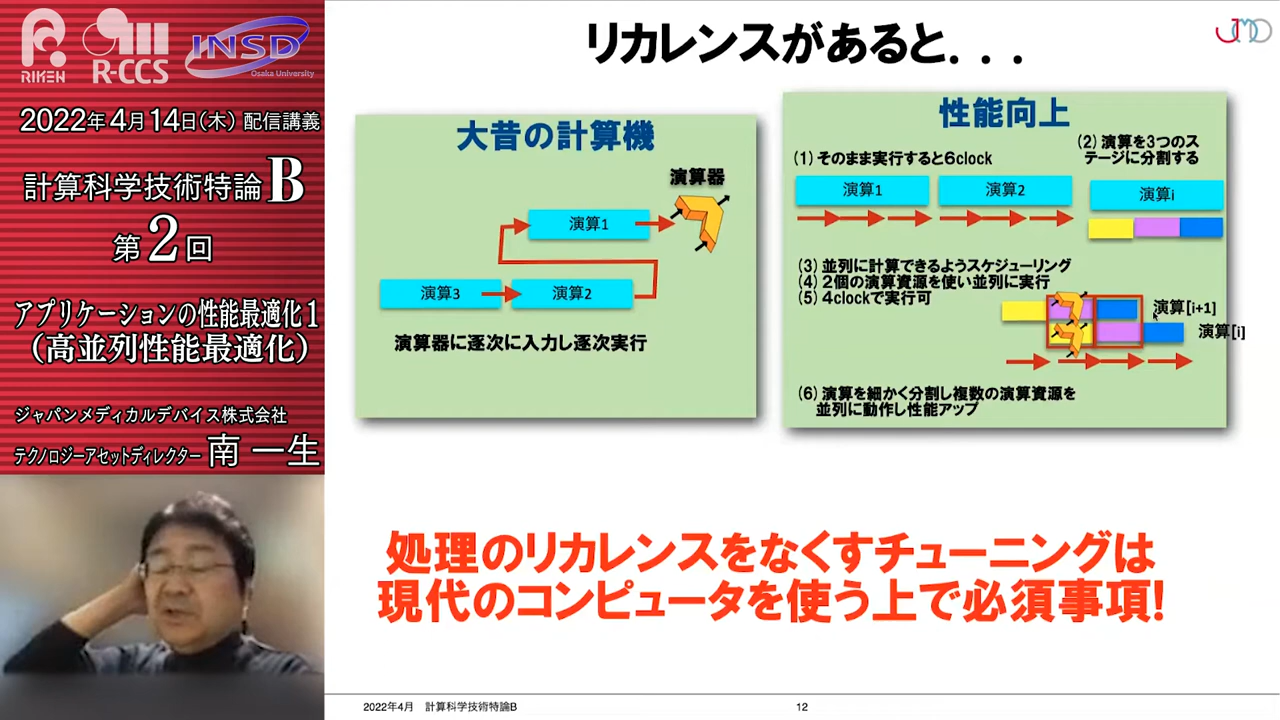 RIKEN
R-CCS
INSD
Osaka University
2022年4月14日(木) 配信講義
計算科学技術特論B
第2回
アプリケーションの性能最適化1
(高並列性能最適化)
ジャパンメディカルデバイス株式会社
テクノロジーアセットディレクター 南 一生
リカレンスがあると...
JMD
大昔の計算機
演算器
演算1
演算3
演算2
演算器に逐次に入力し逐次実行
性能向上
(1) そのまま実行すると6clock
(2) 演算を3つのス
テージに分割する
演算1
演算2
演算i
(3) 並列に計算できるようスケジューリング
(4) 2個の演算資源を使い並列に実行
(5) 4clockで実行可
演算[i+1]
演算[i]
(6) 演算を細かく分割し複数の演算資源を
並列に動作し性能アップ
処理のリカレンスをなくすチューニングは
現代のコンピュータを使う上で必須事項!
2022年4月 計算科学技術特論B
12